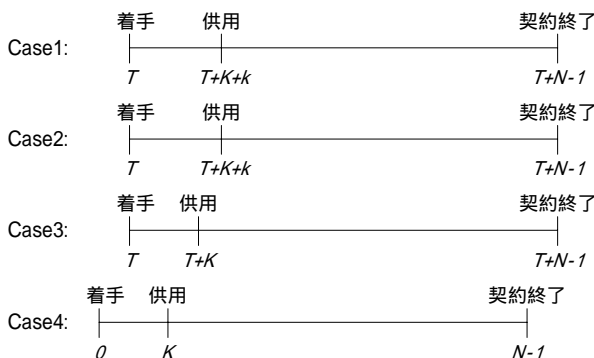 着手 供用 契約終了
Case1:
T T+K+k T+N-1
着手 供用 契約終了
Case2:
T T+K+k T+N-1
着手 供用 契約終了
Case3:
T T+K T+N-1
着手 供用 契約終了
Case4:
0 K N-1